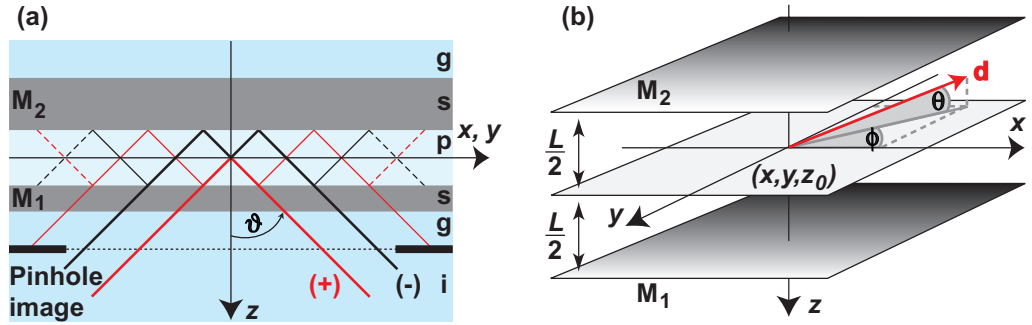 (a)
g
M2
s
x, y
p
M1
s
ϑ
g
Pinhole
image
(+)
(-)
i
z
(b)
d
M2
θ
ϕ
x
L
2
(x,y,z0)
y
L
2
M1
z